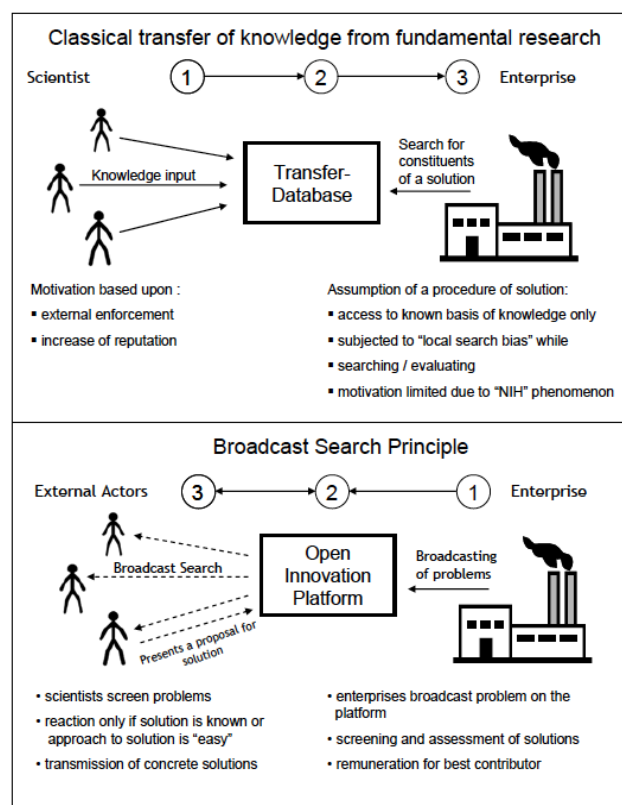 Classical transfer of knowledge from fundamental research
Scientist 1 2 3 Enterprise
Knowledge input
Transfer-
Database
Search for
constituents
of a solution
Motivation based upon :
▪ external enforcement
▪ increase of reputation
Assumption of a procedure of solution:
▪ access to known basis of knowledge only
▪ subjected to “local search bias” while
▪ searching / evaluating
▪ motivation limited due to “NIH” phenomenon
Broadcast Search Principle
External Actors 3 2 1 Enterprise
Broadcast Search
Presents a proposal for
solution
Open
Innovation
Platform
Broadcasting
of problems
• scientists screen problems
• reaction only if solution is known or
approach to solution is “easy”
• transmission of concrete solutions
• enterprises broadcast problem on the
platform
• screening and assessment of solutions
• remuneration for best contributor